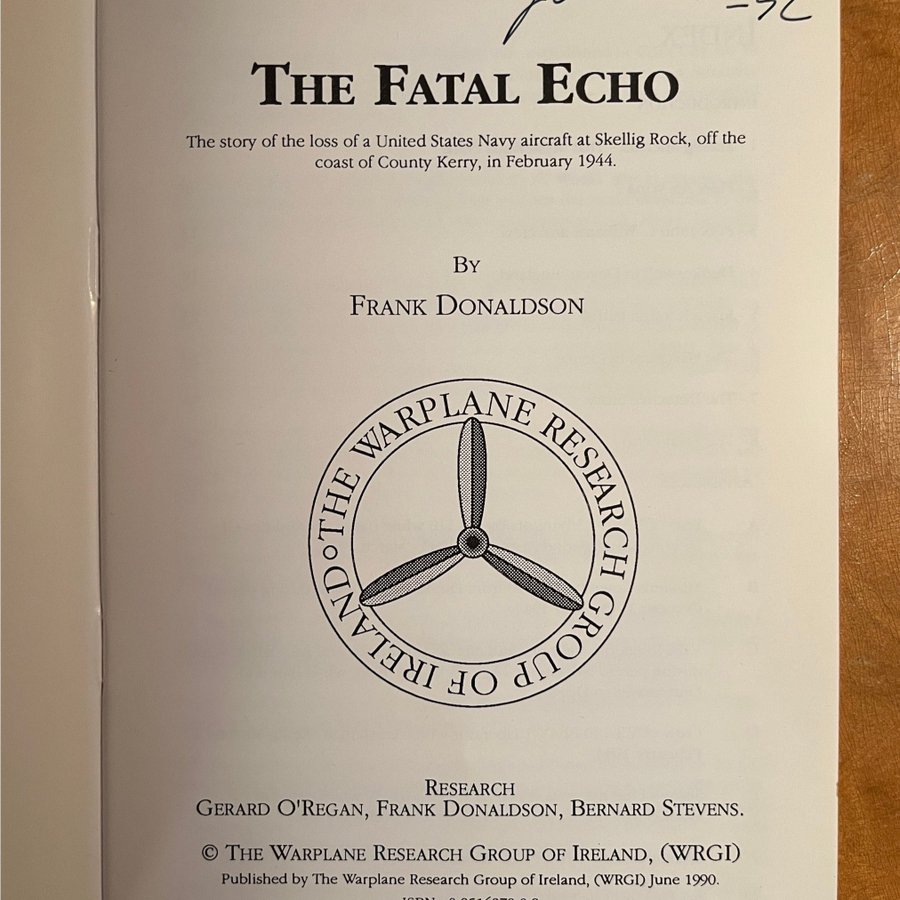 THE FATAL ECHO
The story of the loss of a United States Navy aircraft at Skellig Rock, off the
coast of County Kerry, in February 1944.
BY
FRANK DONALDSON
THE WARPLANE RESEARCH GROUP OF IRELAND
RESEARCH
GERARD O'REGAN, FRANK DONALDSON, BERNARD STEVENS.
© THE WARPLANE RESEARCH GROUP OF IRELAND, (WRGI)
Published by The Warplane Research Group of Ireland, (WRGI) June 1990.